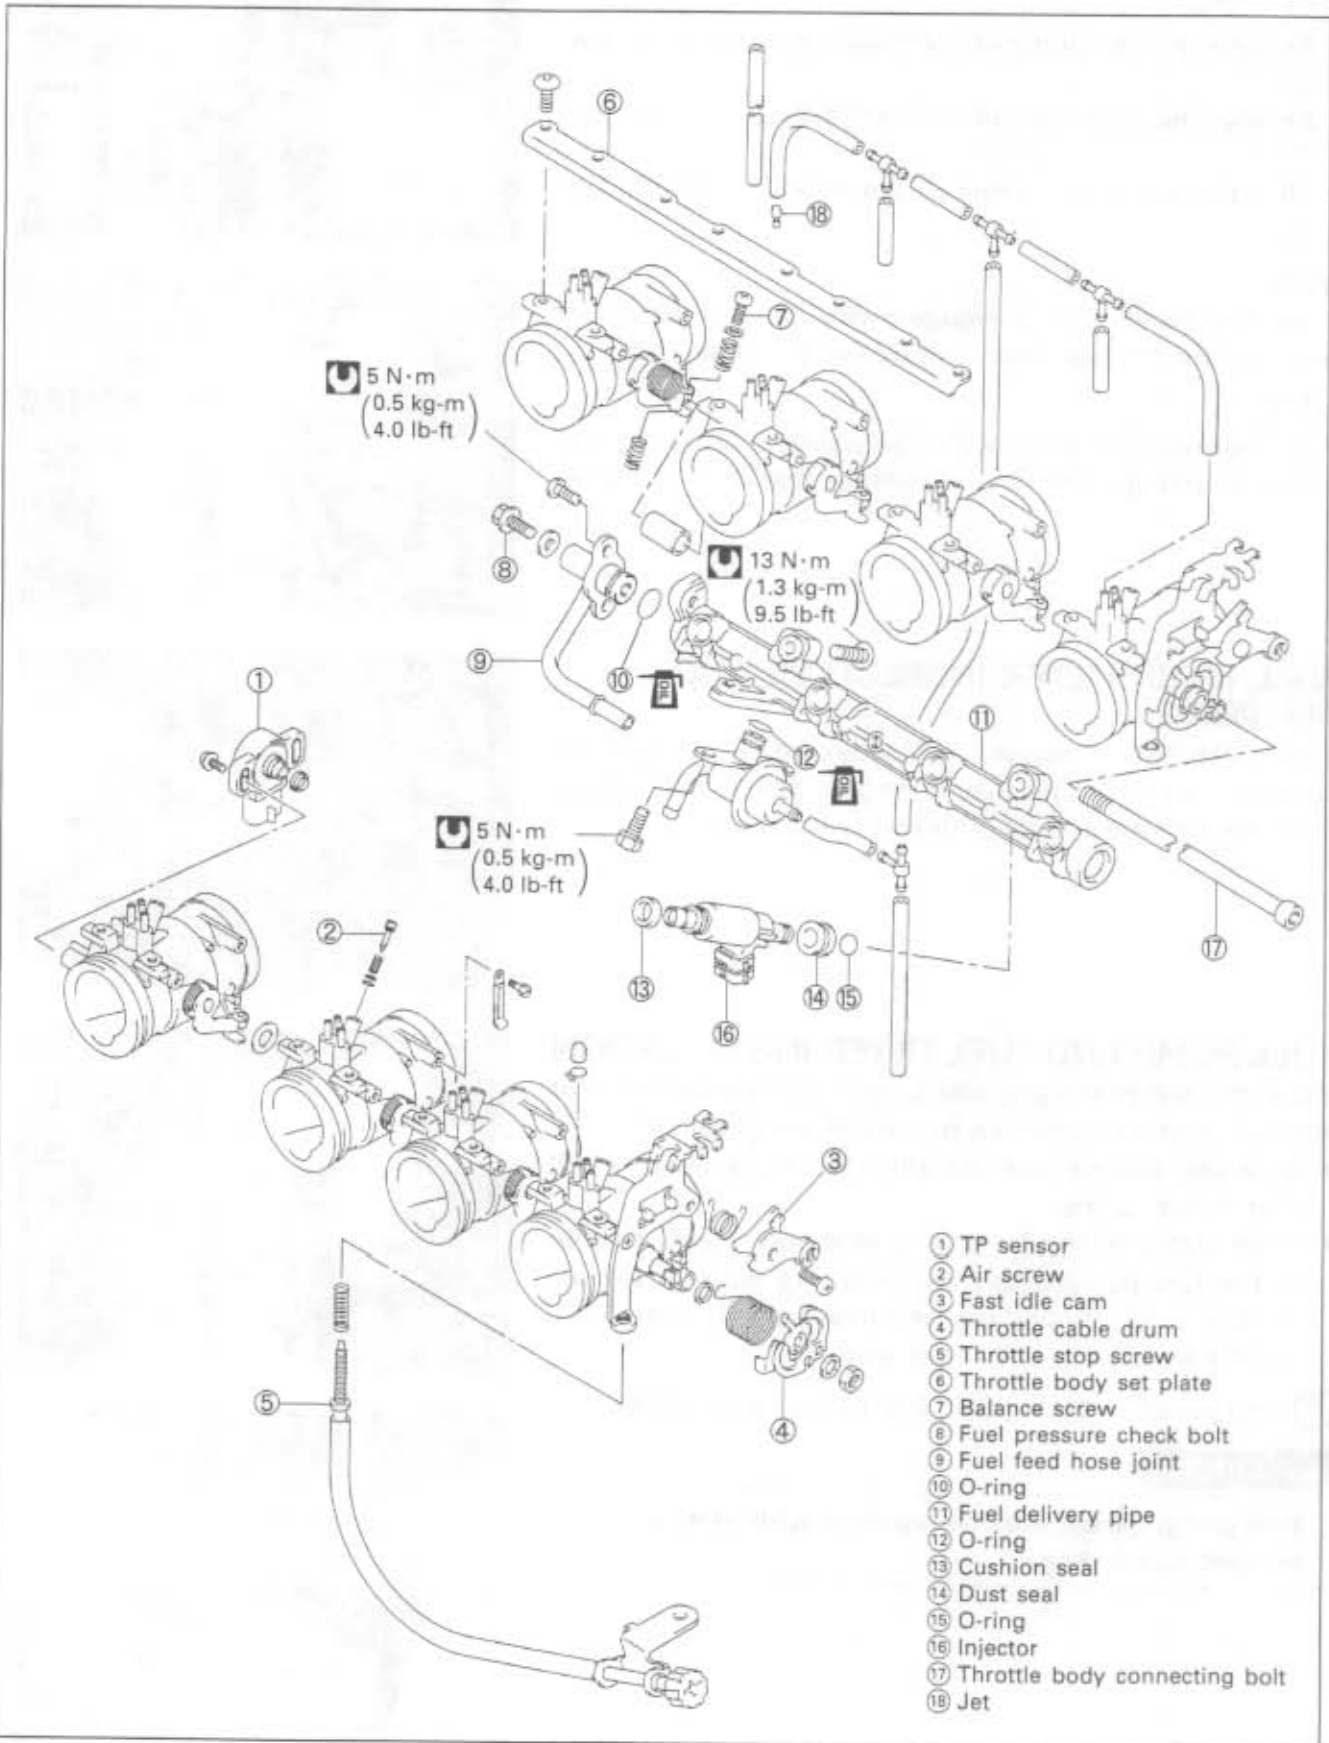 ⑥
⑱
⑦
5 N·m
(0.5 kg-m
4.0 lb-ft)
⑧
13 N·m
(1.3 kg-m
9.5 lb-ft)
⑨
⑩
OIL
①
⑪
⑫
OIL
5 N·m
(0.5 kg-m
4.0 lb-ft)
②
⑰
⑬
⑭
⑮
⑯
③
⑤
④
① TP sensor
② Air screw
③ Fast idle cam
④ Throttle cable drum
⑤ Throttle stop screw
⑥ Throttle body set plate
⑦ Balance screw
⑧ Fuel pressure check bolt
⑨ Fuel feed hose joint
⑩ O-ring
⑪ Fuel delivery pipe
⑫ O-ring
⑬ Cushion seal
⑭ Dust seal
⑮ O-ring
⑯ Injector
⑰ Throttle body connecting bolt
⑱ Jet